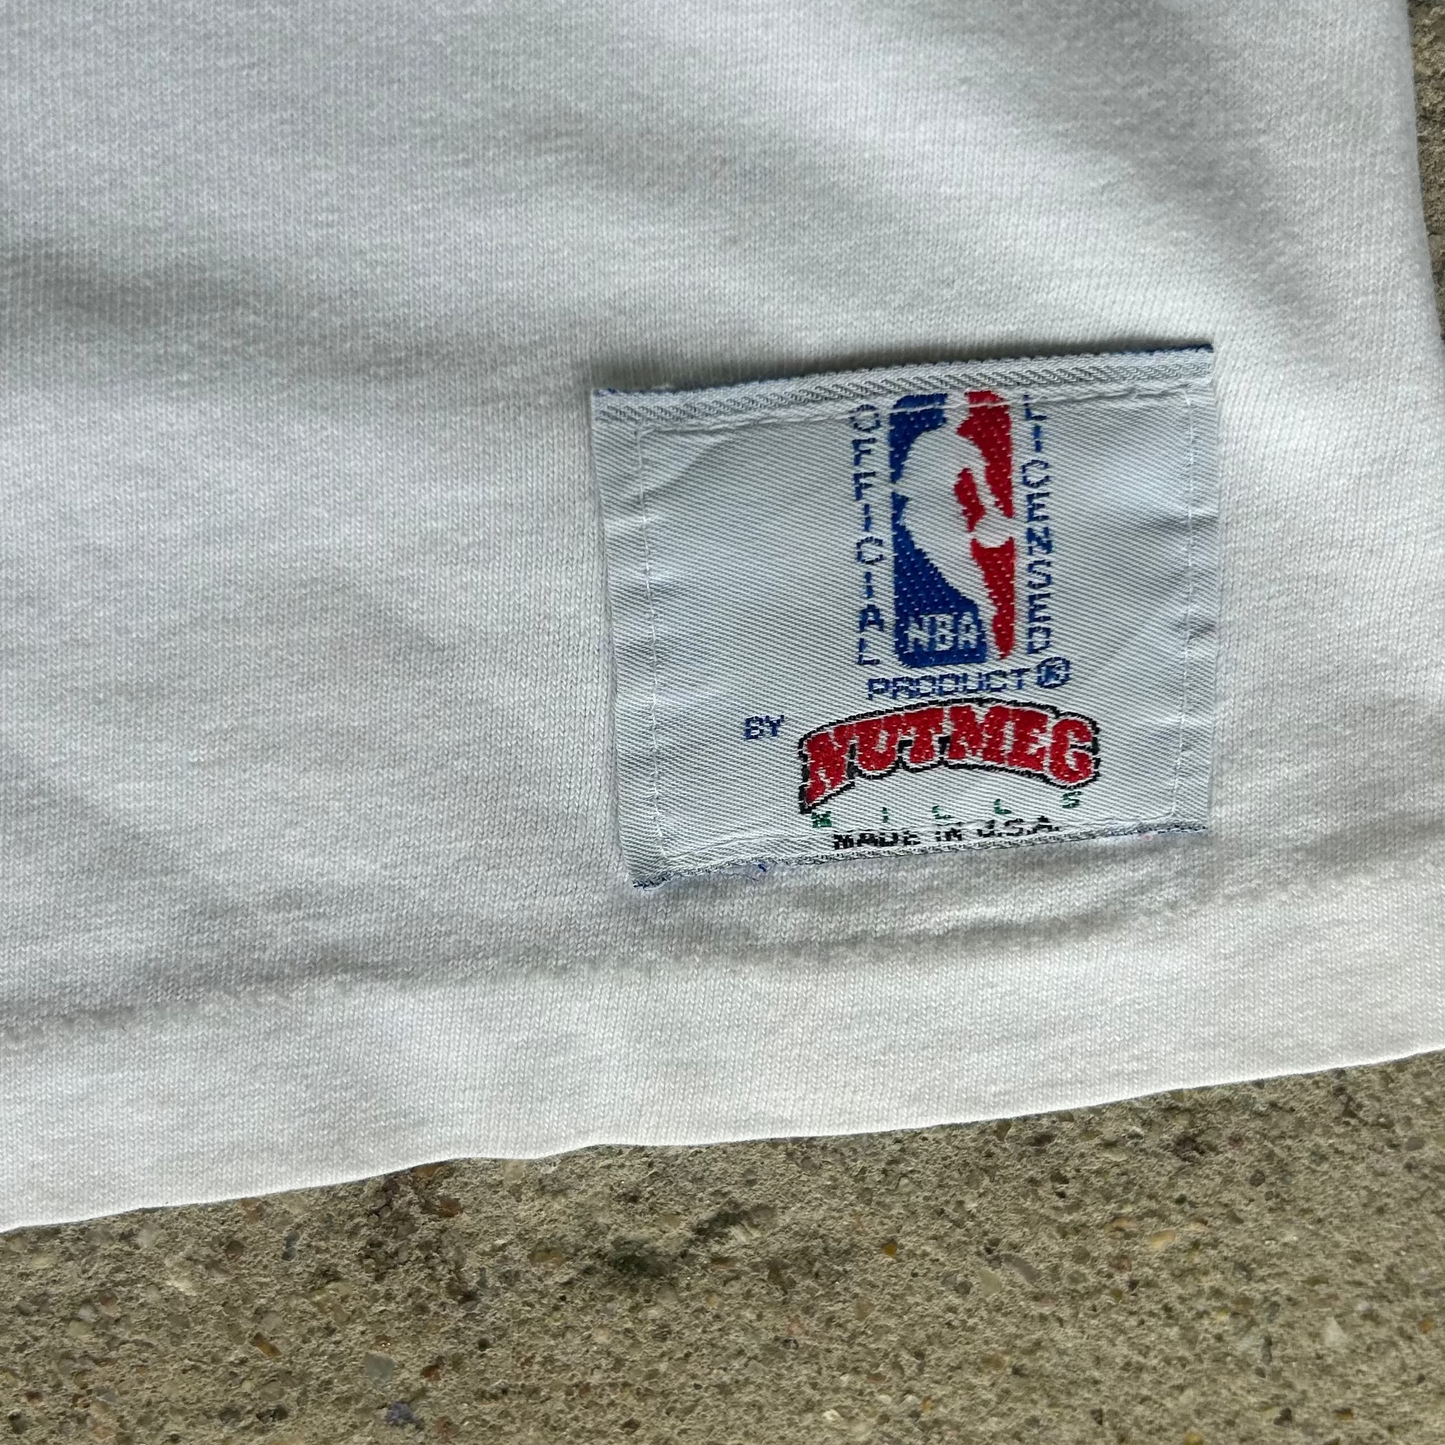 OFFICIAL
LICENSED
NBA
PRODUCT ®
BY NUTMEG
MILLS
MADE IN U.S.A.